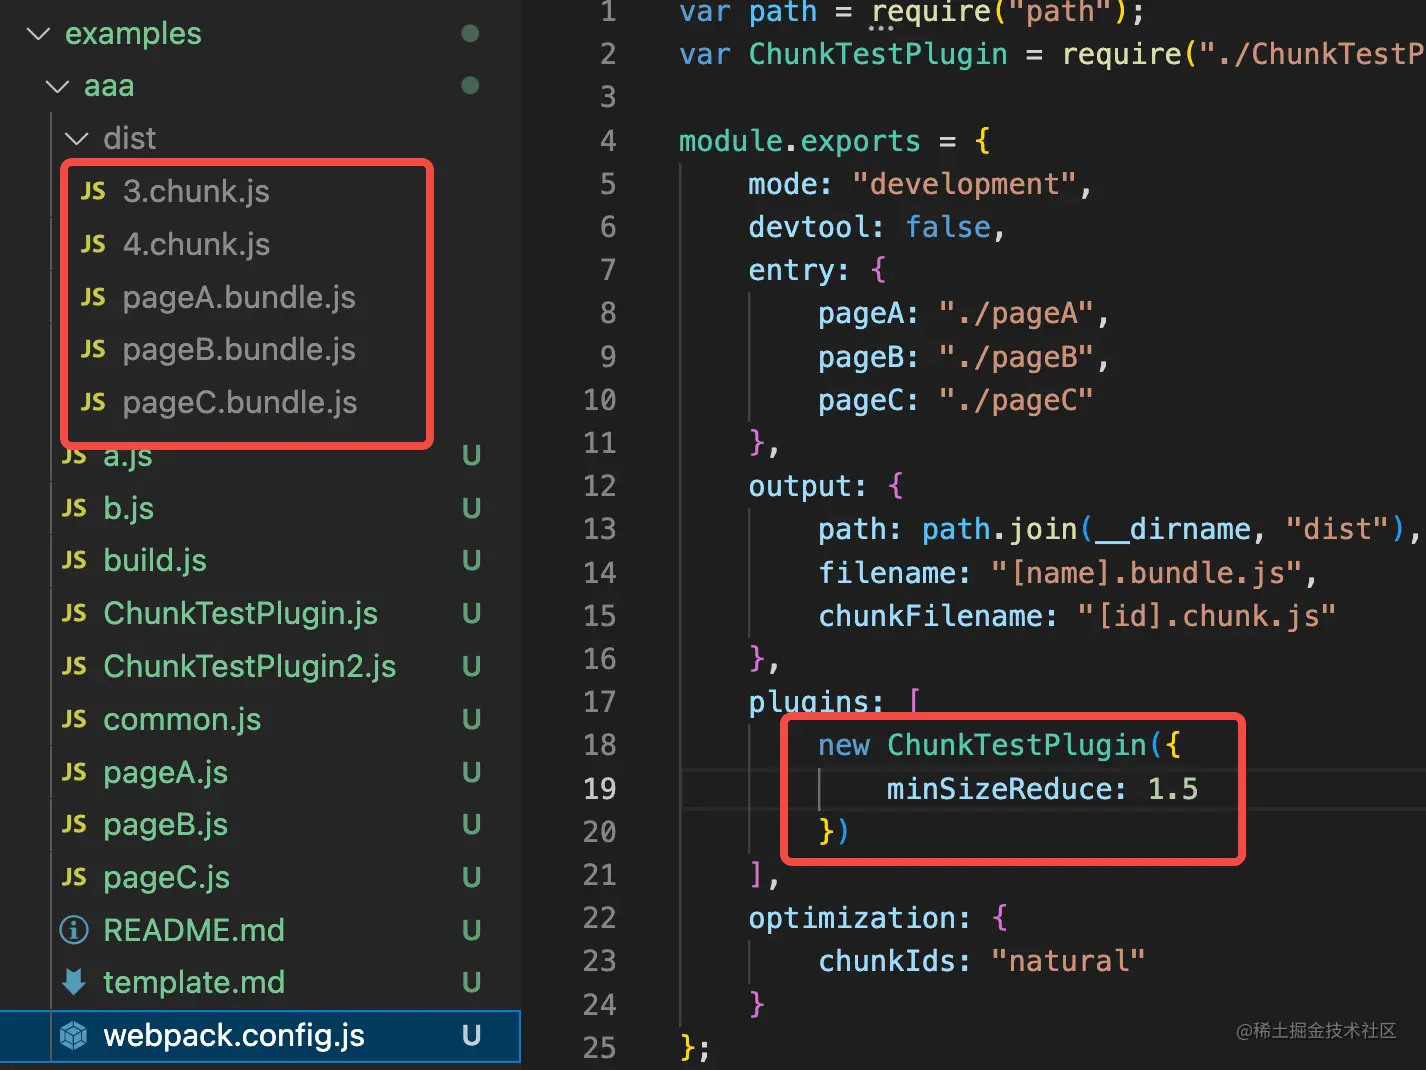 examples
aaa
dist
JS 3.chunk.js
JS 4.chunk.js
JS pageA.bundle.js
JS pageB.bundle.js
JS pageC.bundle.js
JS a.js U
JS b.js U
JS build.js U
JS ChunkTestPlugin.js U
JS ChunkTestPlugin2.js U
JS common.js U
JS pageA.js U
JS pageB.js U
JS pageC.js U
README.md U
template.md U
webpack.config.js U
1 var path = require("path");
2 var ChunkTestPlugin = require("./ChunkTestP
3
4 module.exports = {
5 mode: "development",
6 devtool: false,
7 entry: {
8 pageA: "./pageA",
9 pageB: "./pageB",
10 pageC: "./pageC"
11 },
12 output: {
13 path: path.join(__dirname, "dist"),
14 filename: "[name].bundle.js",
15 chunkFilename: "[id].chunk.js"
16 },
17 plugins: [
18 new ChunkTestPlugin({
19 minSizeReduce: 1.5
20 })
21 ],
22 optimization: {
23 chunkIds: "natural"
24 }
25 };
@稀土掘金技术社区